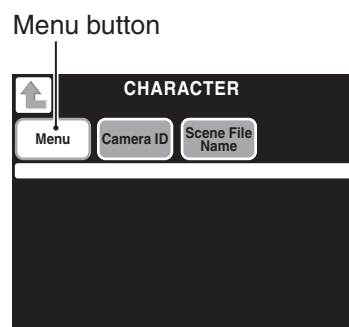 Menu button
CHARACTER
Menu
Camera ID
Scene File
Name